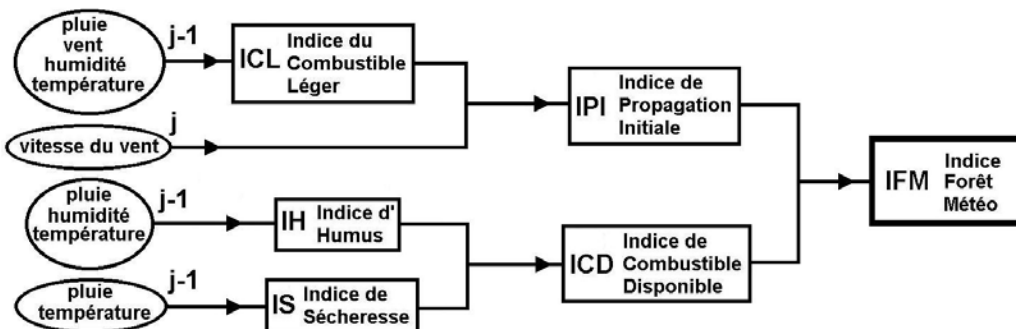 pluie
vent
humidité
température
j-1
ICL Indice du
Combustible
Léger
vitesse du vent
j
IPI Indice de
Propagation
Initiale
pluie
humidité
température
j-1
IH Indice d'
Humus
pluie
température
j-1
IS Indice de
Sécheresse
ICD Indice de
Combustible
Disponible
IFM Indice
Forêt
Météo